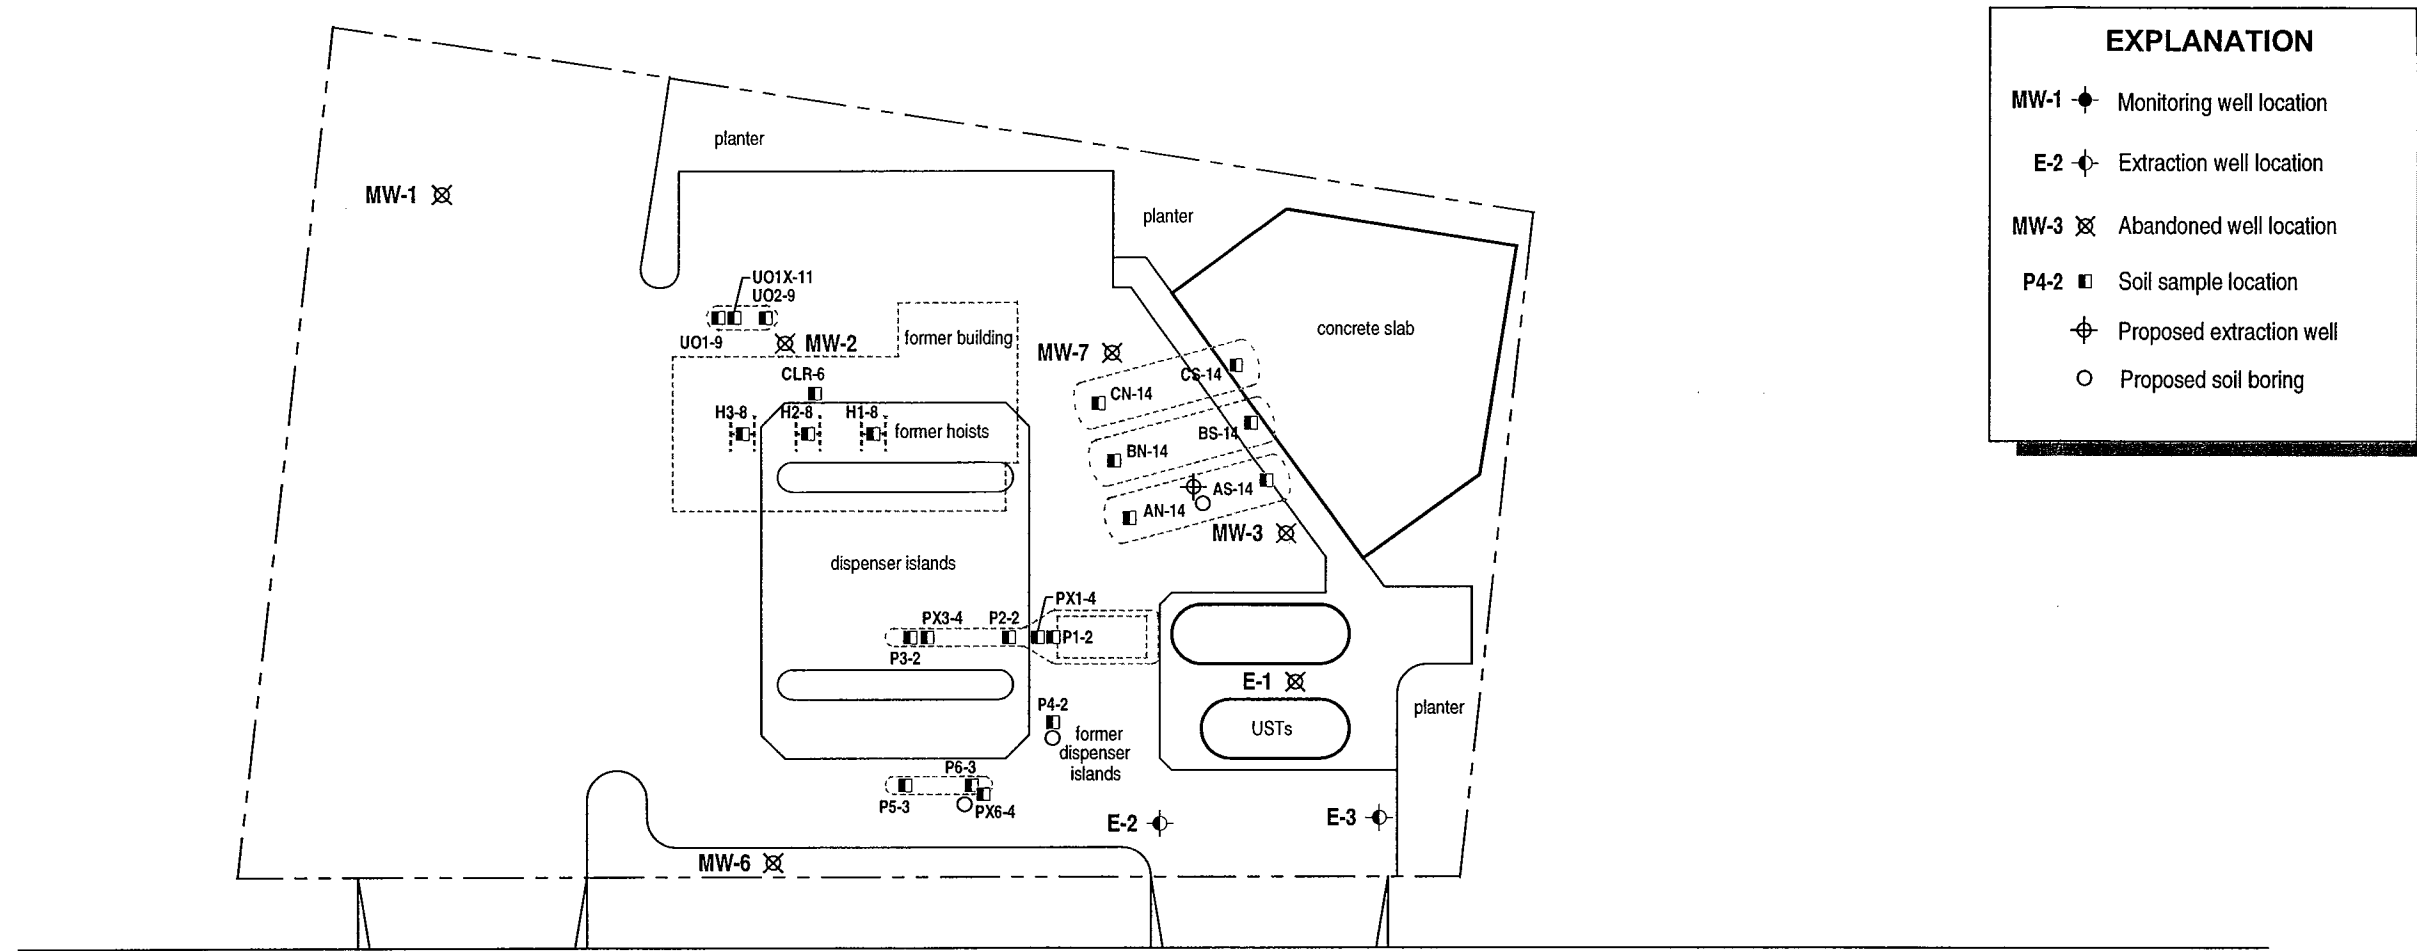 EXPLANATION
MW-1 Monitoring well location
E-2 Extraction well location
MW-3 Abandoned well location
P4-2 Soil sample location
Proposed extraction well
Proposed soil boring
planter
MW-1
planter
UO1X-11
UO2-9
UO1-9
MW-2
former building
concrete slab
MW-7
CLR-6
CS-14
CN-14
H3-8
H2-8
H1-8
former hoists
BS-14
BN-14
AS-14
AN-14
MW-3
dispenser islands
PX1-4
PX3-4
P2-2
P1-2
P3-2
E-1
P4-2
planter
USTs
former
dispenser
islands
P6-3
P5-3
PX6-4
E-2
E-3
MW-6